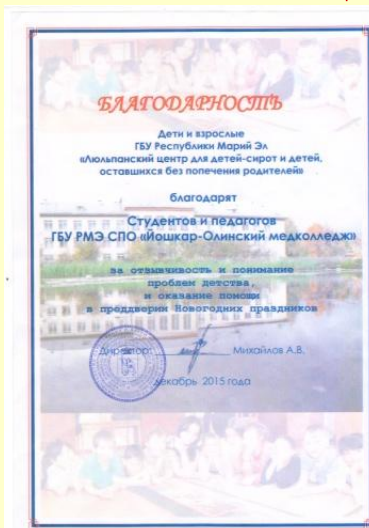 БЛАГОДАРНОСТЬ
Дети и взрослые
ГБУ Республики Марий Эл
«Люльпанский центр для детей-сирот и детей,
оставшихся без попечения родителей»
благодарят
Студентов и педагогов
ГБУ РМЭ СПО «Йошкар-Олинский медколледж»
за отзывчивость и понимание
проблем детства,
и оказание помощи
в преддверии Новогодних праздников
Директор: Михайлов А.В.
декабрь 2015 года